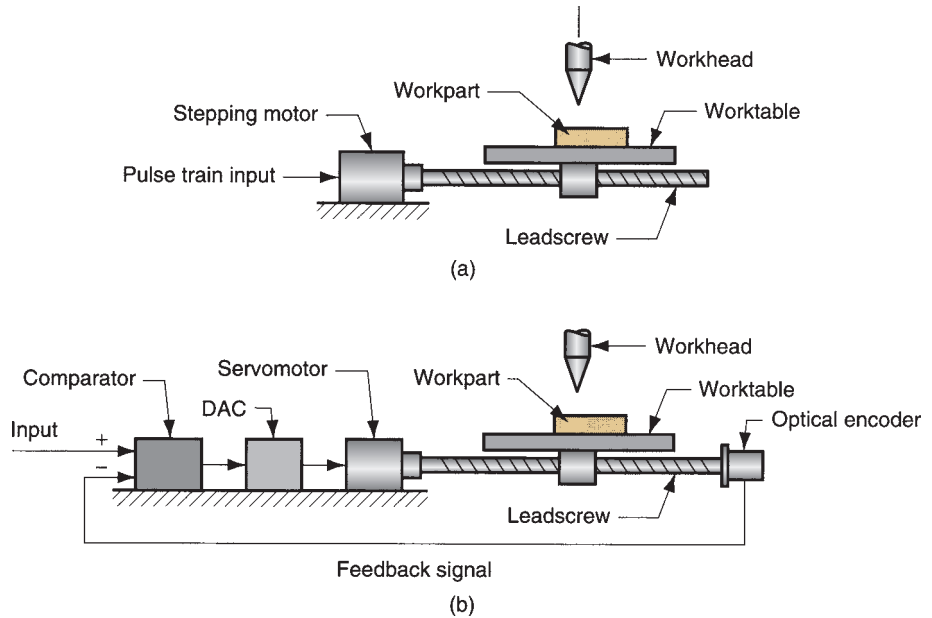 Workhead
Workpart
Worktable
Stepping motor
Pulse train input
Leadscrew
(a)
Workhead
Servomotor
Workpart
Comparator
Worktable
DAC
Optical encoder
Input
+
−
Leadscrew
Feedback signal
(b)